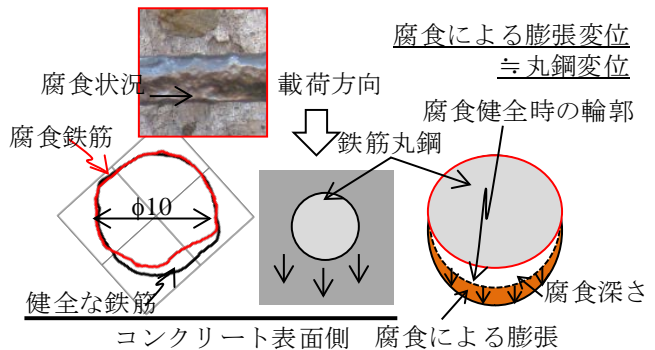 腐食による膨張変位
≒丸鋼変位
腐食状況
載荷方向
腐食健全時の輪郭
腐食鉄筋
鉄筋丸鋼
φ10
健全な鉄筋
腐食深さ
コンクリート表面側
腐食による膨張